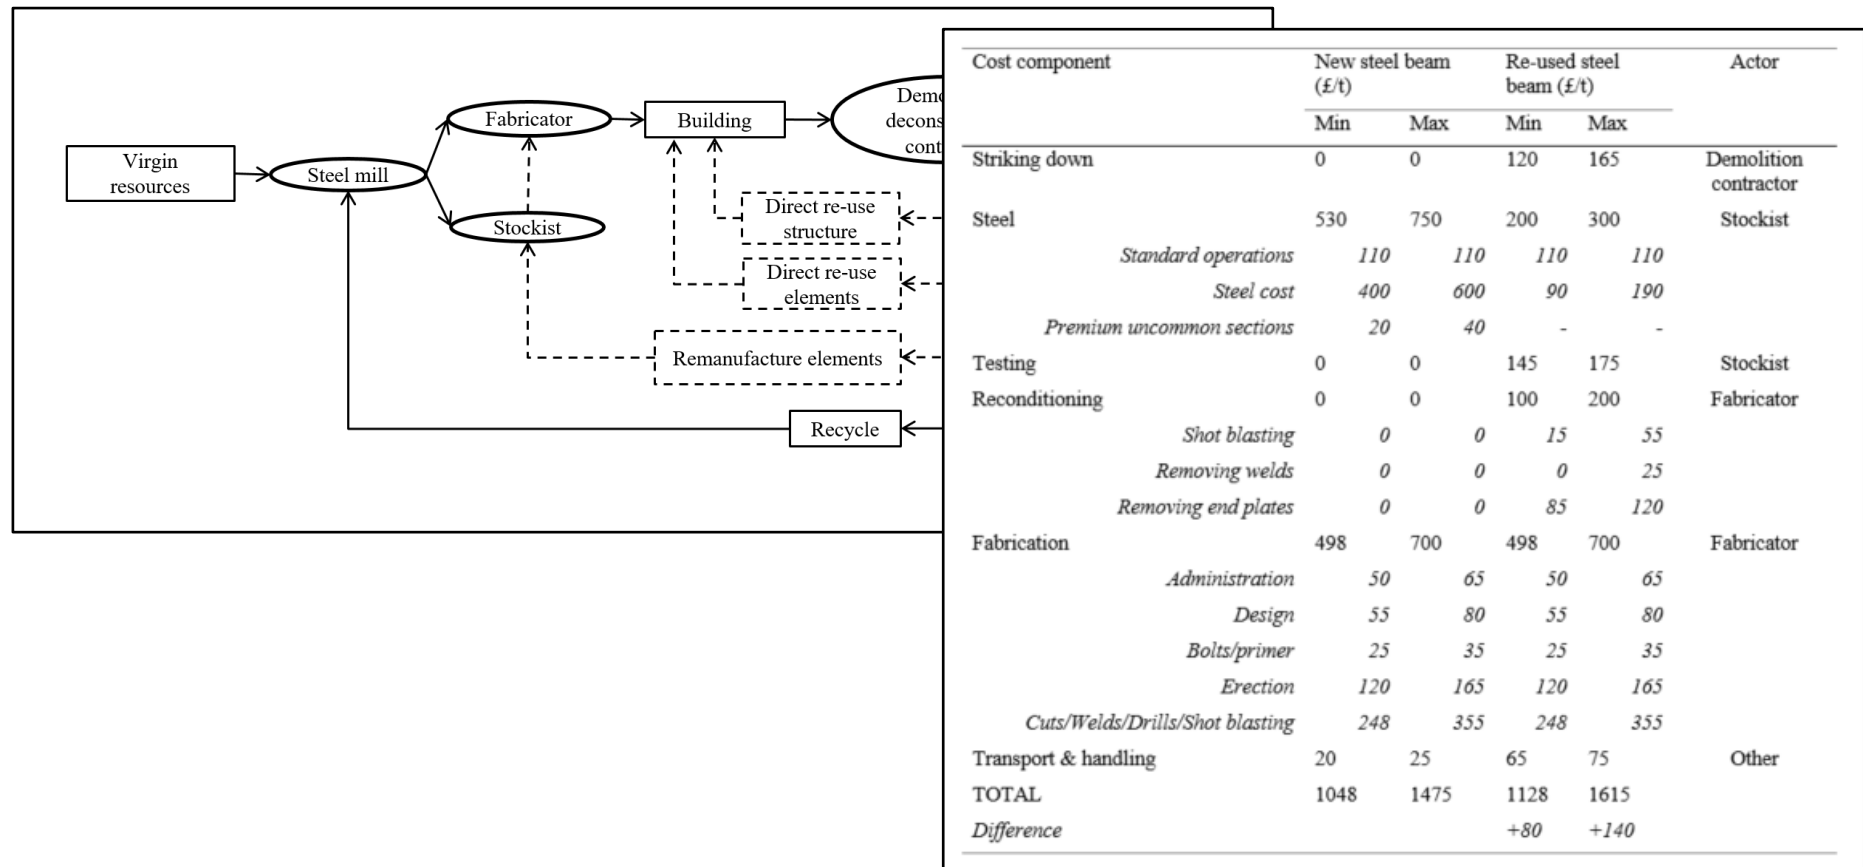 Virgin
resources
Steel mill
Fabricator
Stockist
Building
Direct re-use
structure
Direct re-use
elements
Remanufacture elements
Recycle
Cost component New steel beam Re-used steel Actor
(£/t) beam (£/t)
Min Max Min Max
Striking down 0 0 120 165 Demolition
contractor
Steel 530 750 200 300 Stockist
Standard operations 110 110 110 110
Steel cost 400 600 90 190
Premium uncommon sections 20 40 - -
Testing 0 0 145 175 Stockist
Reconditioning 0 0 100 200 Fabricator
Shot blasting 0 0 15 55
Removing welds 0 0 0 25
Removing end plates 0 0 85 120
Fabrication 498 700 498 700 Fabricator
Administration 50 65 50 65
Design 55 80 55 80
Bolts/primer 25 35 25 35
Erection 120 165 120 165
Cuts/Welds/Drills/Shot blasting 248 355 248 355
Transport & handling 20 25 65 75 Other
TOTAL 1048 1475 1128 1615
Difference +80 +140